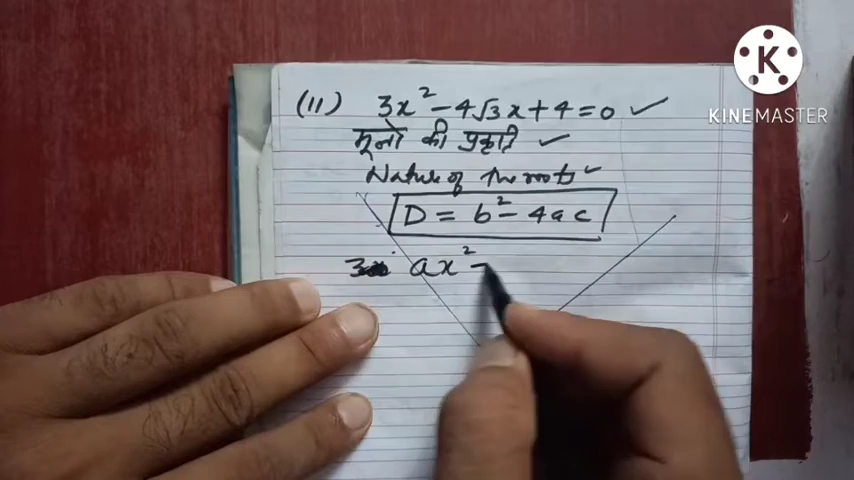 K
KINEMASTER
(11) 3x² - 4√3x + 4 = 0 ✓
मूलों की प्रकृति ✓
Nature of the roots ✓
D = b² - 4ac
ax² -